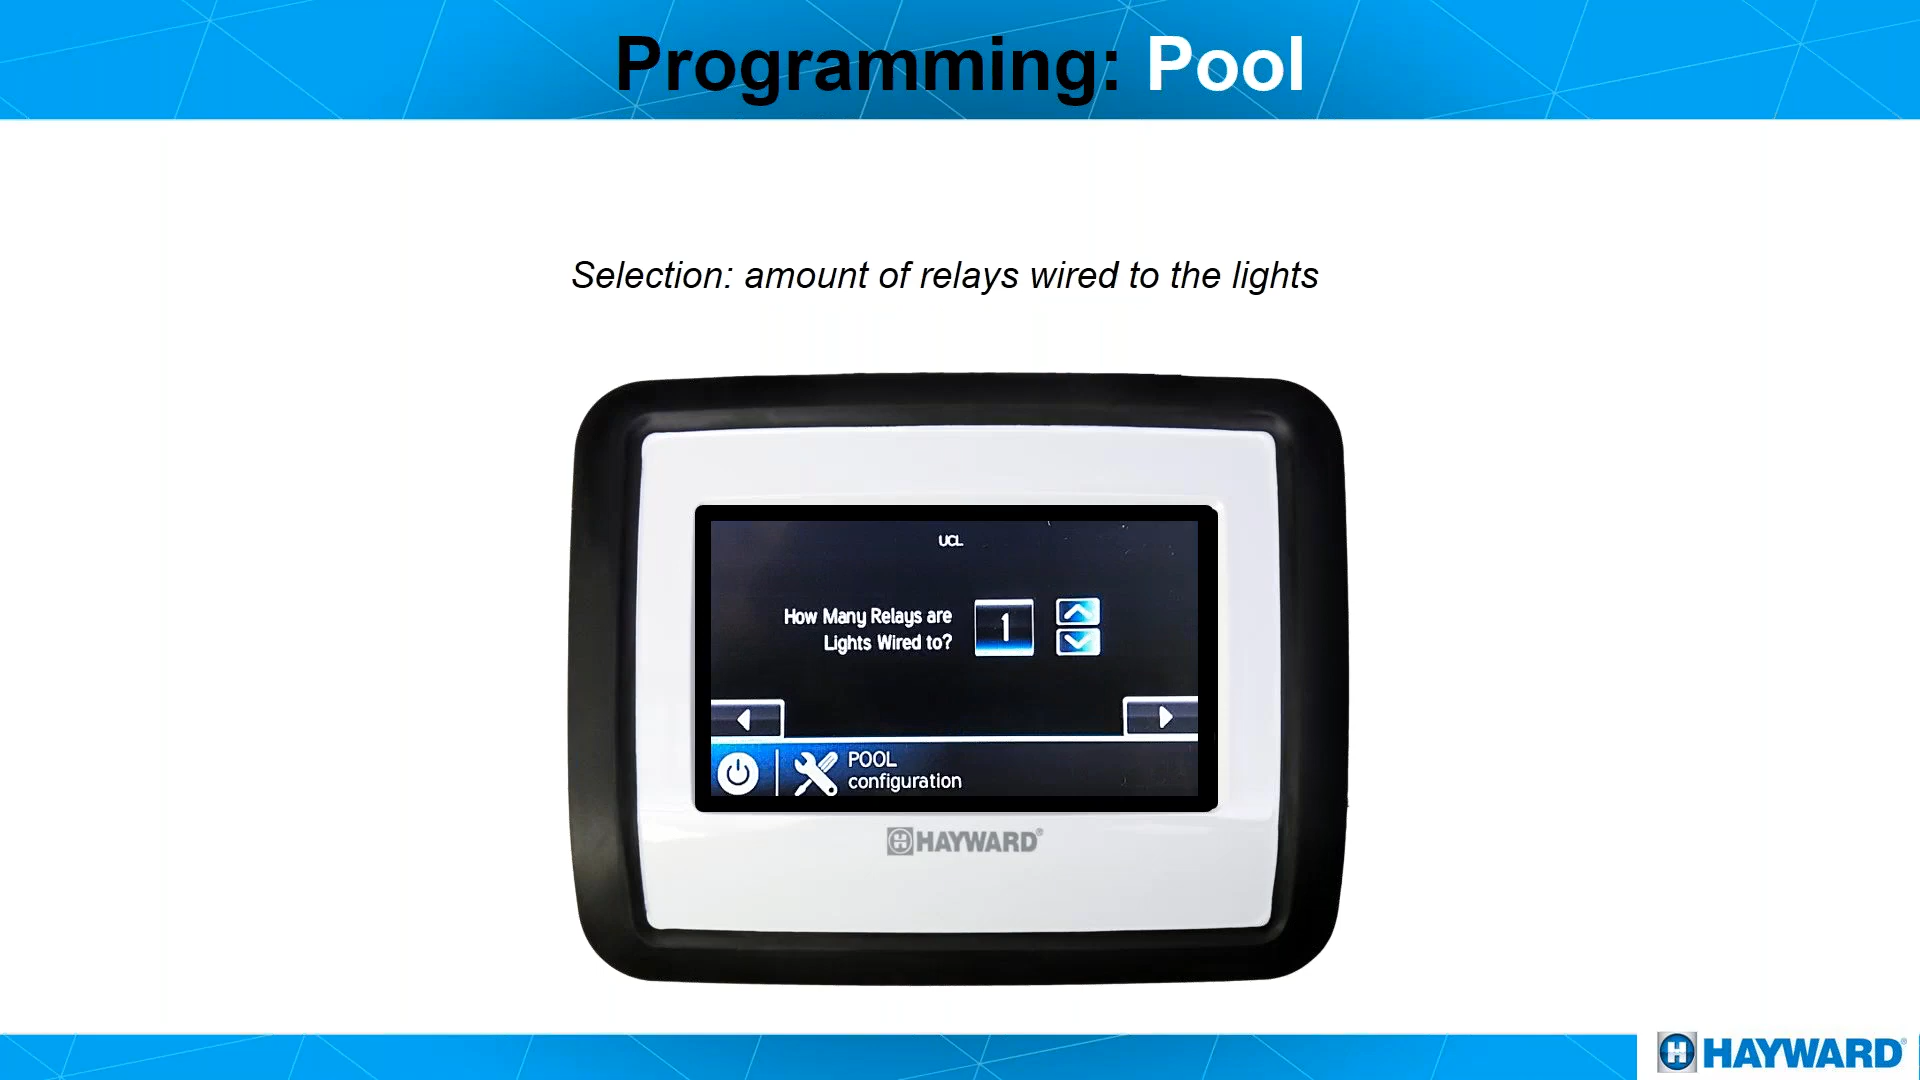 Programming: Pool
Selection: amount of relays wired to the lights
UCL
How Many Relays are
Lights Wired to?
1
POOL
configuration
HAYWARD®
HAYWARD®